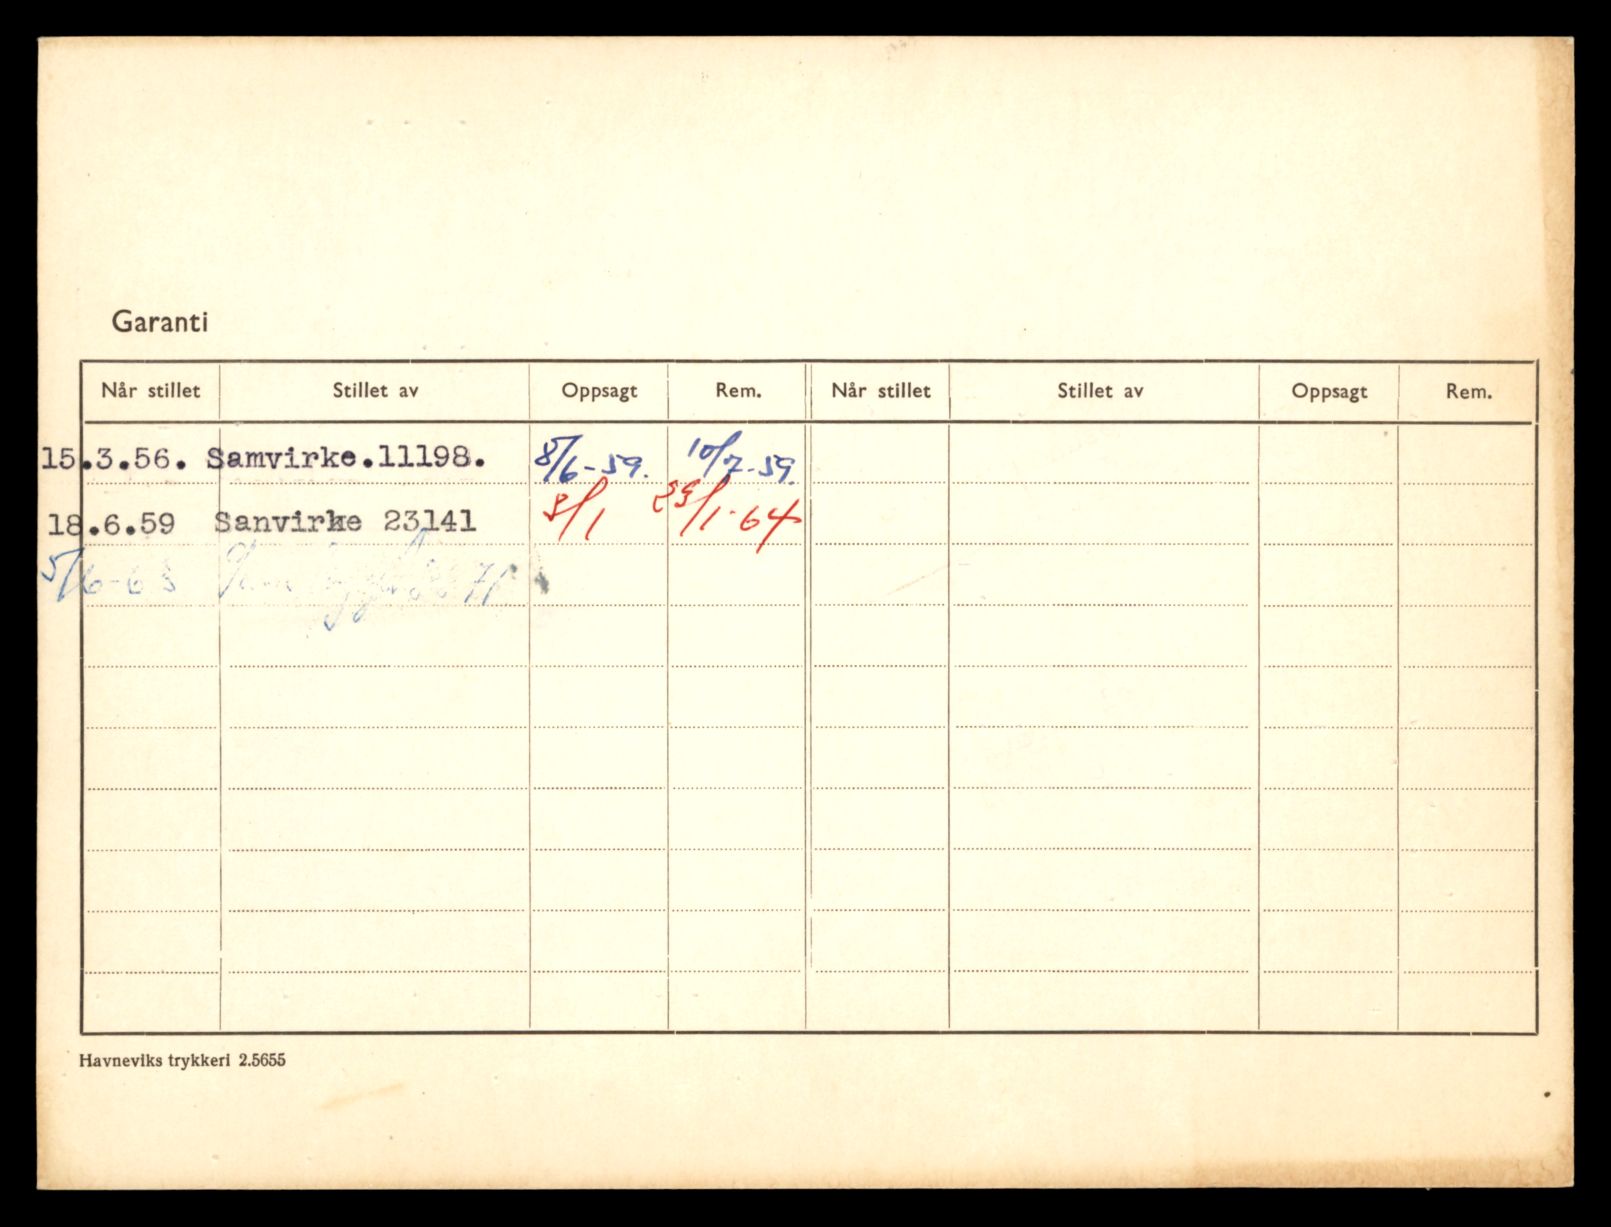 Garanti
Når stillet Stillet av Oppsagt Rem. Når stillet Stillet av Oppsagt Rem.
15.3.56. Samvirke.11198. 8/6-59. 10/7-59.
18.6.59 Sanvirke 23141 8/1 29/1-64
5/6-63
Havneviks trykkeri 2.5655